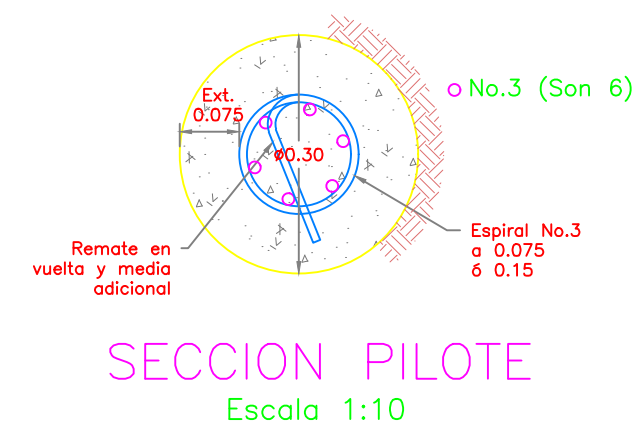 Ext.
0.075
No.3 (Son 6)
ø0.30
Remate en
vuelta y media
adicional
Espiral No.3
a 0.075
ó 0.15
SECCION PILOTE
Escala 1:10